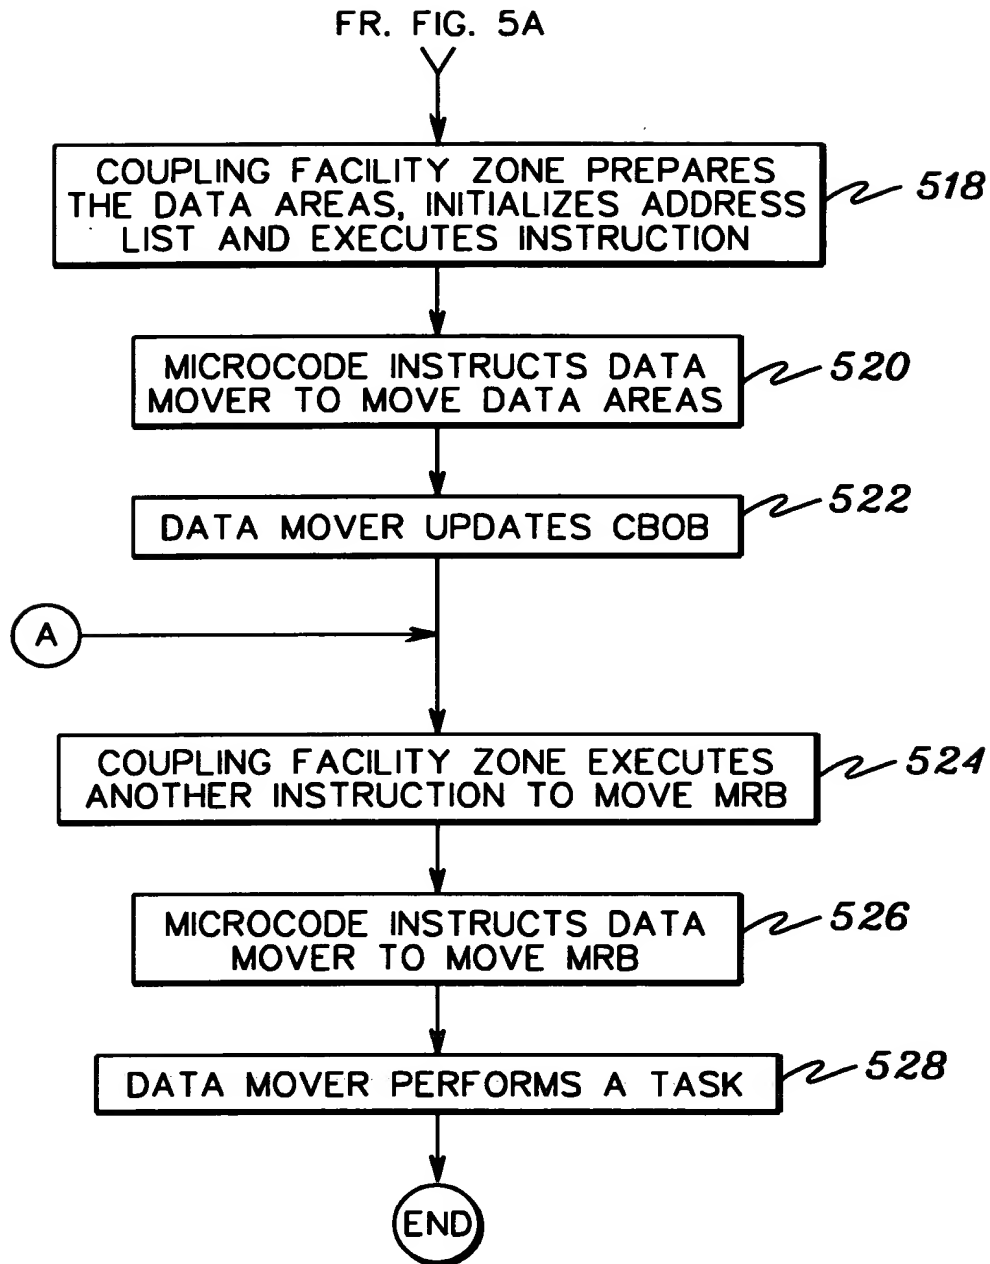 FR. FIG. 5A
COUPLING FACILITY ZONE PREPARES
THE DATA AREAS, INITIALIZES ADDRESS
LIST AND EXECUTES INSTRUCTION
518
MICROCODE INSTRUCTS DATA
MOVER TO MOVE DATA AREAS
520
DATA MOVER UPDATES CBOB
522
A
COUPLING FACILITY ZONE EXECUTES
ANOTHER INSTRUCTION TO MOVE MRB
524
MICROCODE INSTRUCTS DATA
MOVER TO MOVE MRB
526
DATA MOVER PERFORMS A TASK
528
END